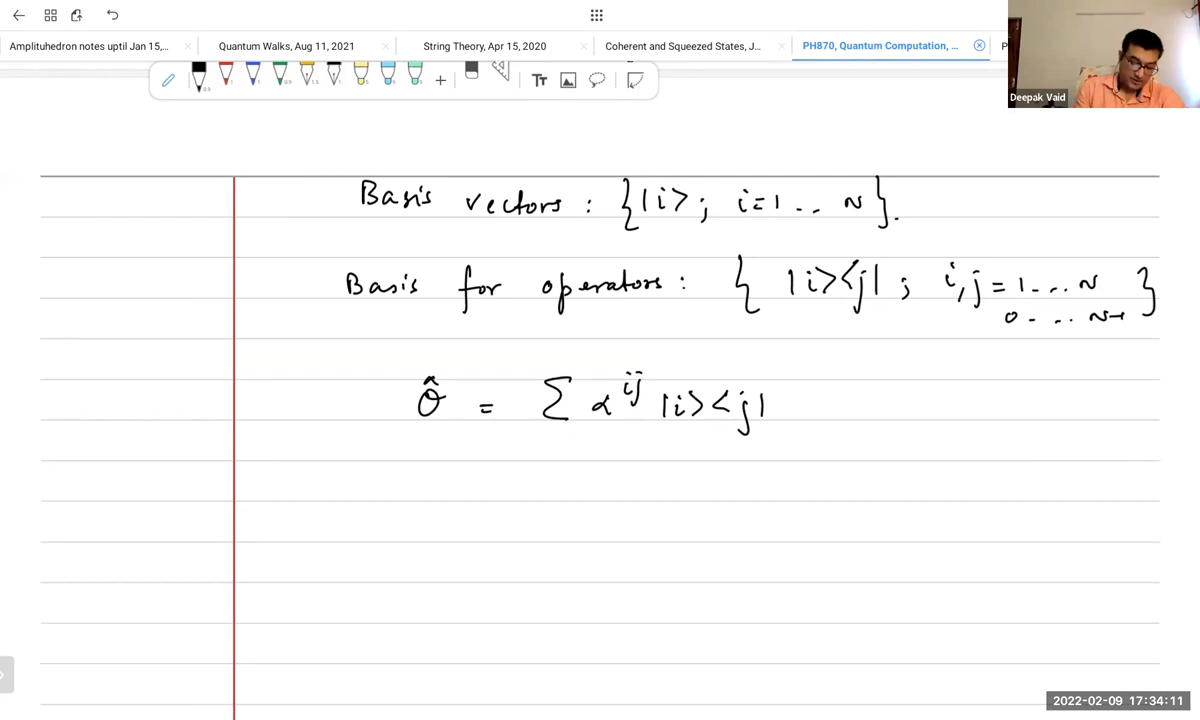 Amplituhedron notes uptil Jan 15,...
Quantum Walks, Aug 11, 2021
String Theory, Apr 15, 2020
Coherent and Squeezed States, J...
PH870, Quantum Computation, ...
P
Tт
Deepak Vaid
Basis vectors : {|i>; i=1 .. N}.
Basis for operators : { |i><j| ; i,j = 1 - .. N }
0 - .. N-1
Ô = Σ α^{ij} |i><j|
2022-02-09 17:34:11